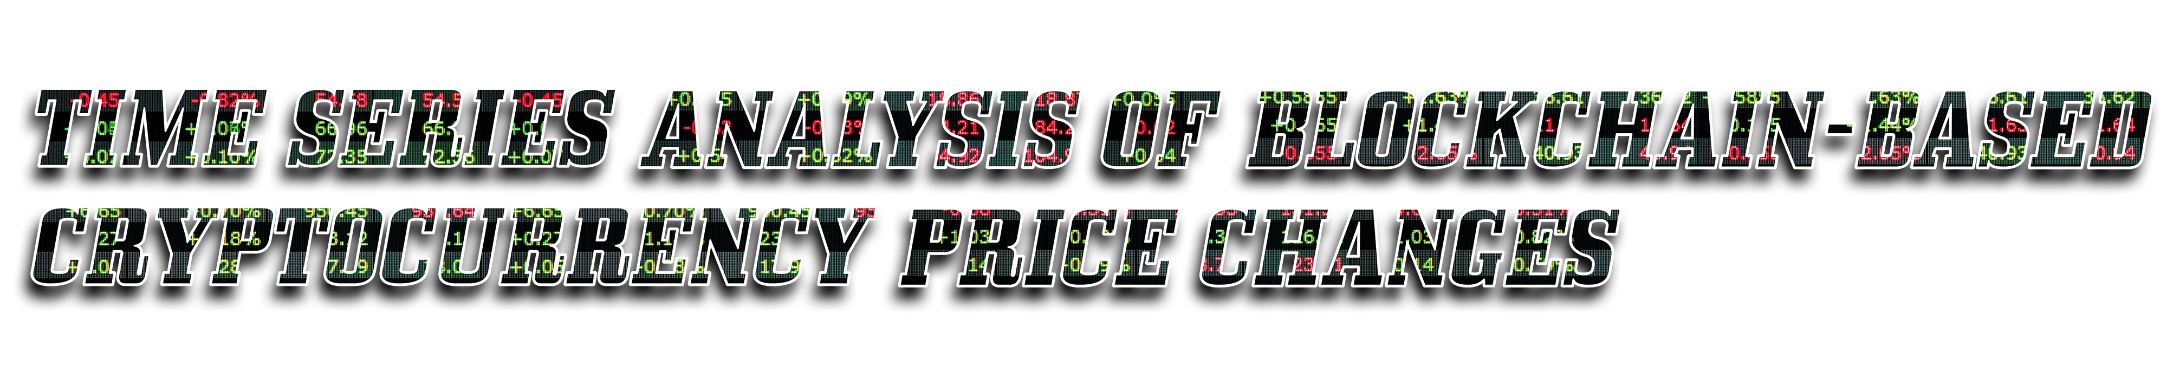 TIME SERIES ANALYSIS OF BLOCKCHAIN-BASED
CRYPTOCURRENCY PRICE CHANGES